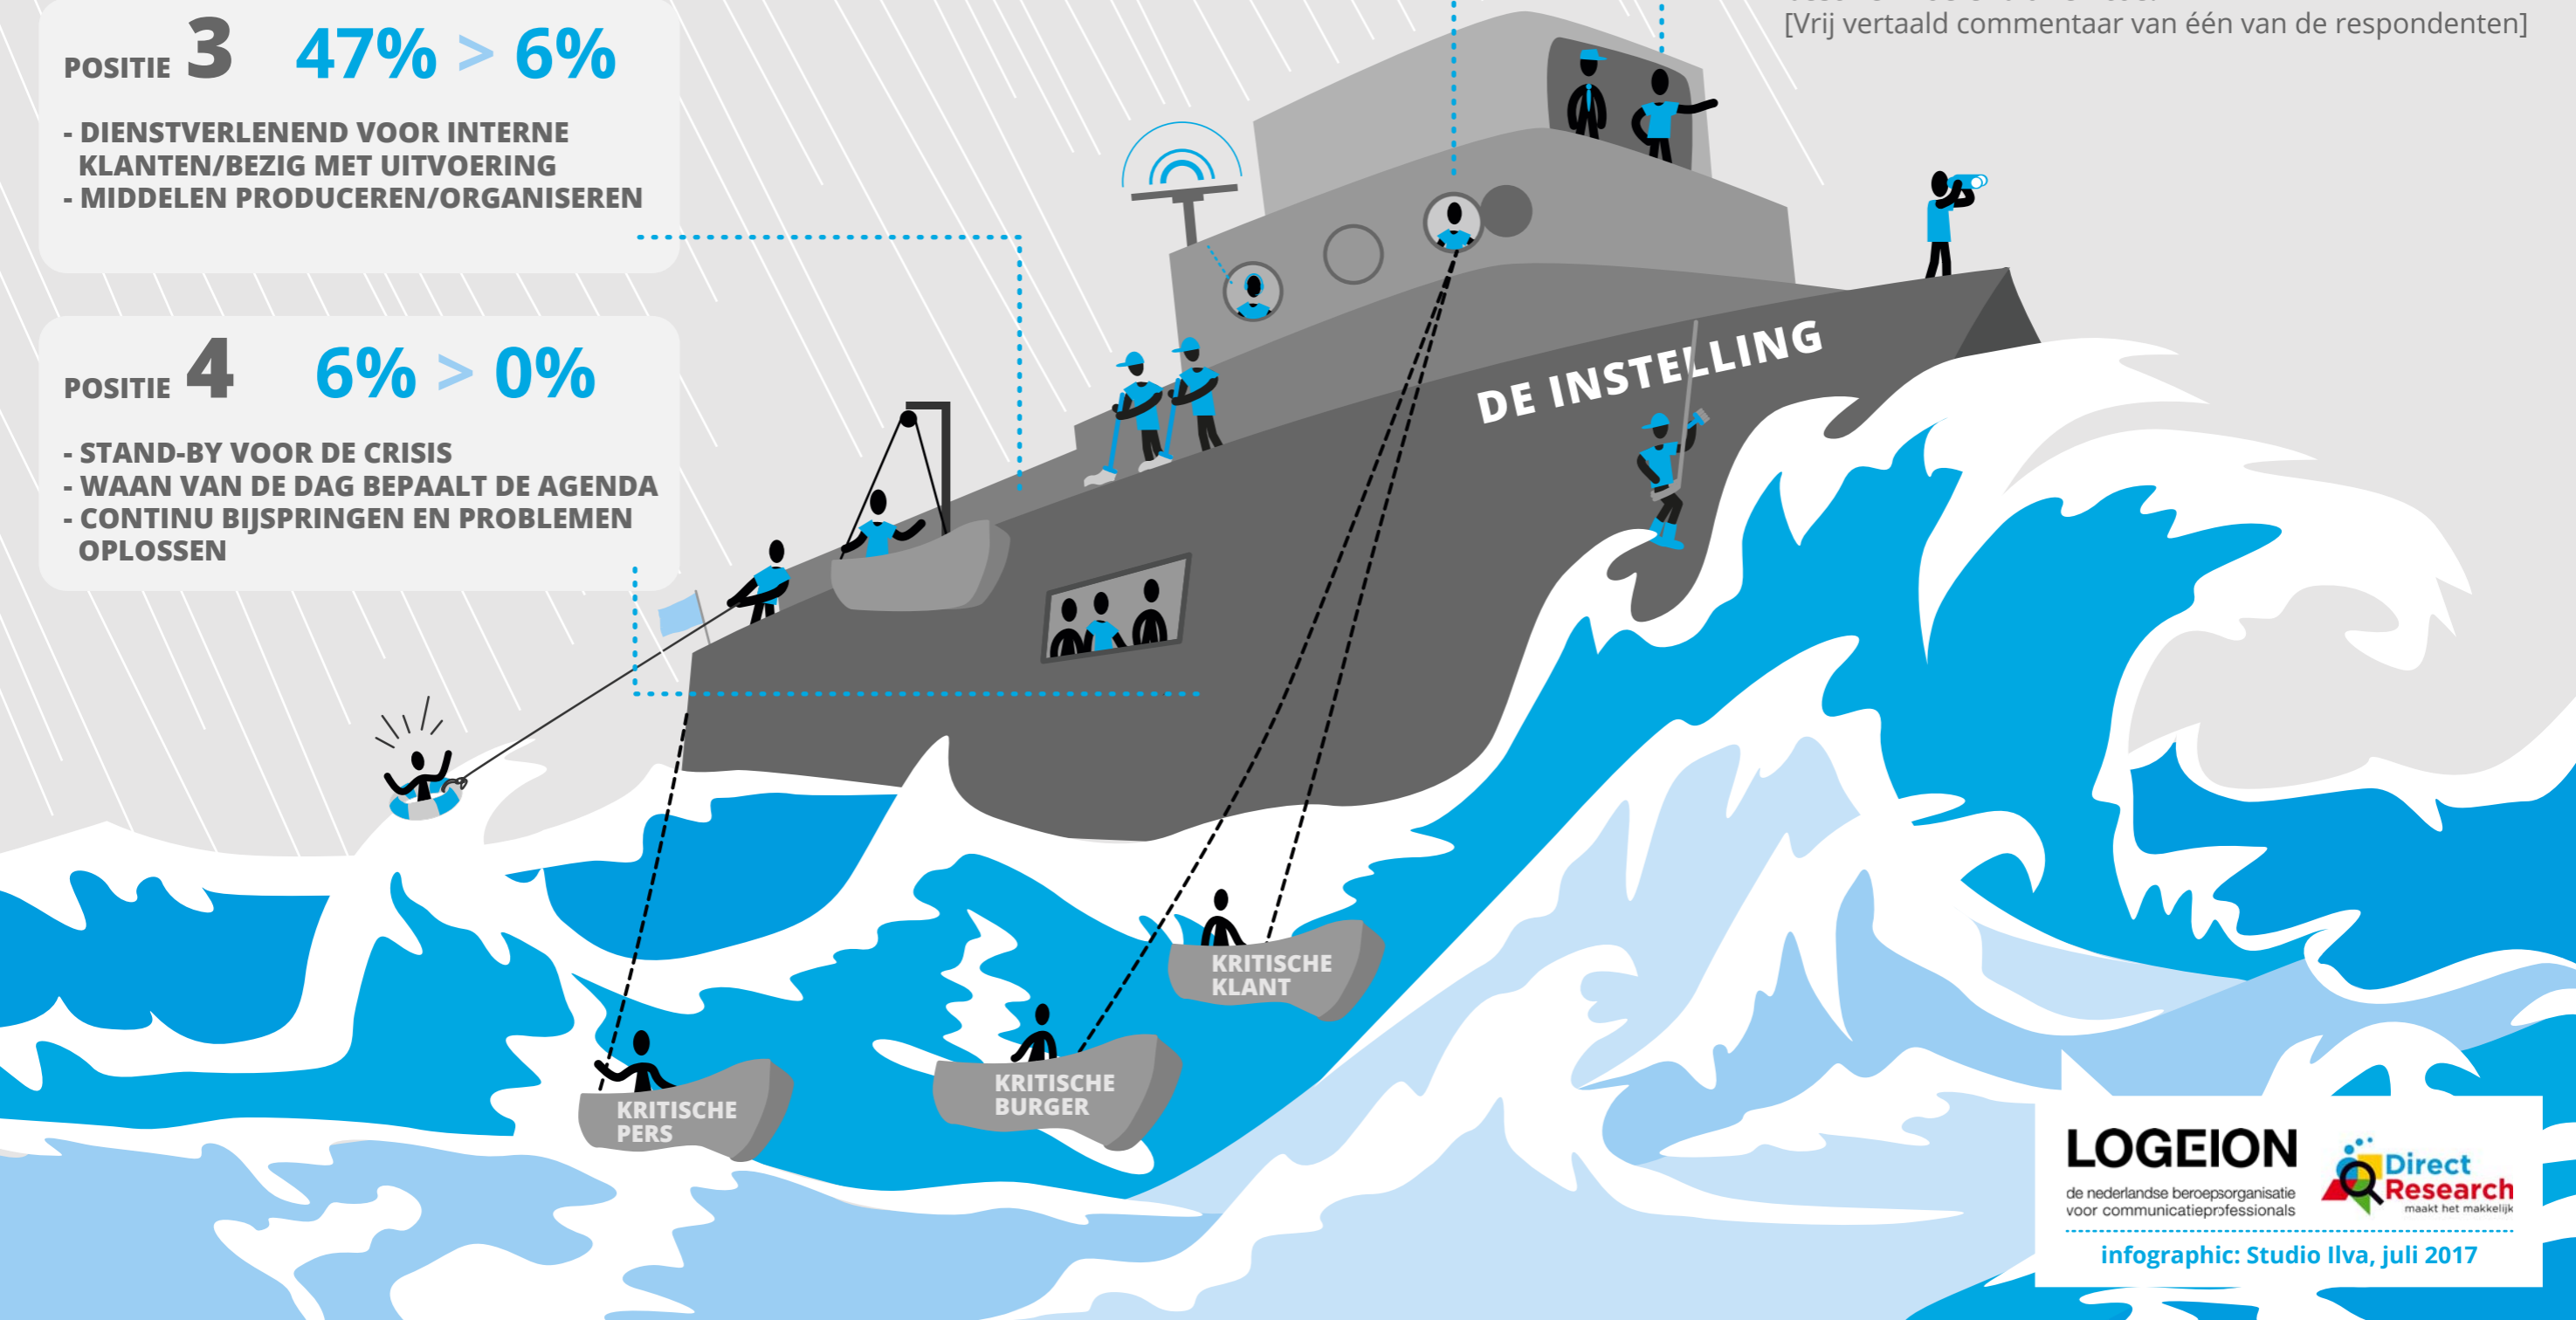 [Vrij vertaald commentaar van één van de respondenten]
POSITIE 3 47% > 6%
- DIENSTVERLENEND VOOR INTERNE
KLANTEN/BEZIG MET UITVOERING
- MIDDELEN PRODUCEREN/ORGANISEREN
POSITIE 4 6% > 0%
- STAND-BY VOOR DE CRISIS
- WAAN VAN DE DAG BEPAALT DE AGENDA
- CONTINU BIJSPRINGEN EN PROBLEMEN
OPLOSSEN
DE INSTELLING
KRITISCHE
KLANT
KRITISCHE
BURGER
KRITISCHE
PERS
LOGEION
de nederlandse beroepsorganisatie
voor communicatieprofessionals
Direct
Research
maakt het makkelijk
infographic: Studio Ilva, juli 2017